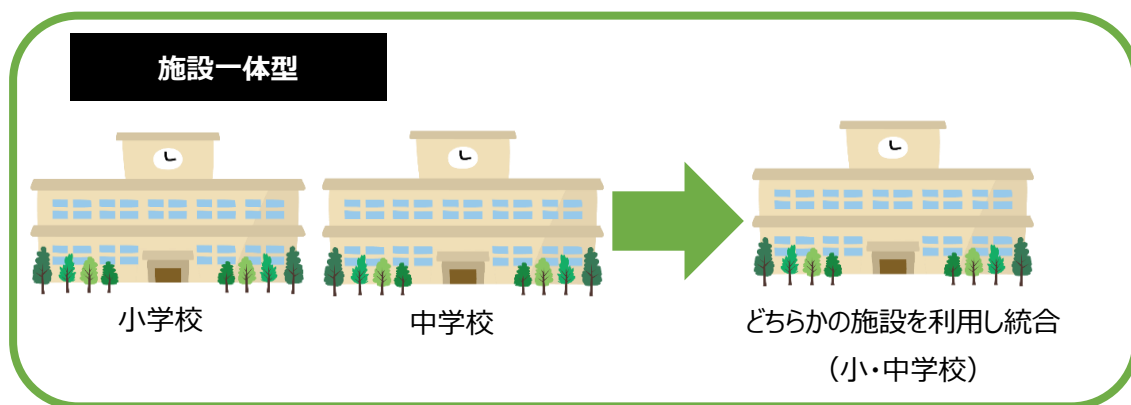 施設一体型
小学校
中学校
どちらかの施設を利用し統合
（小・中学校）